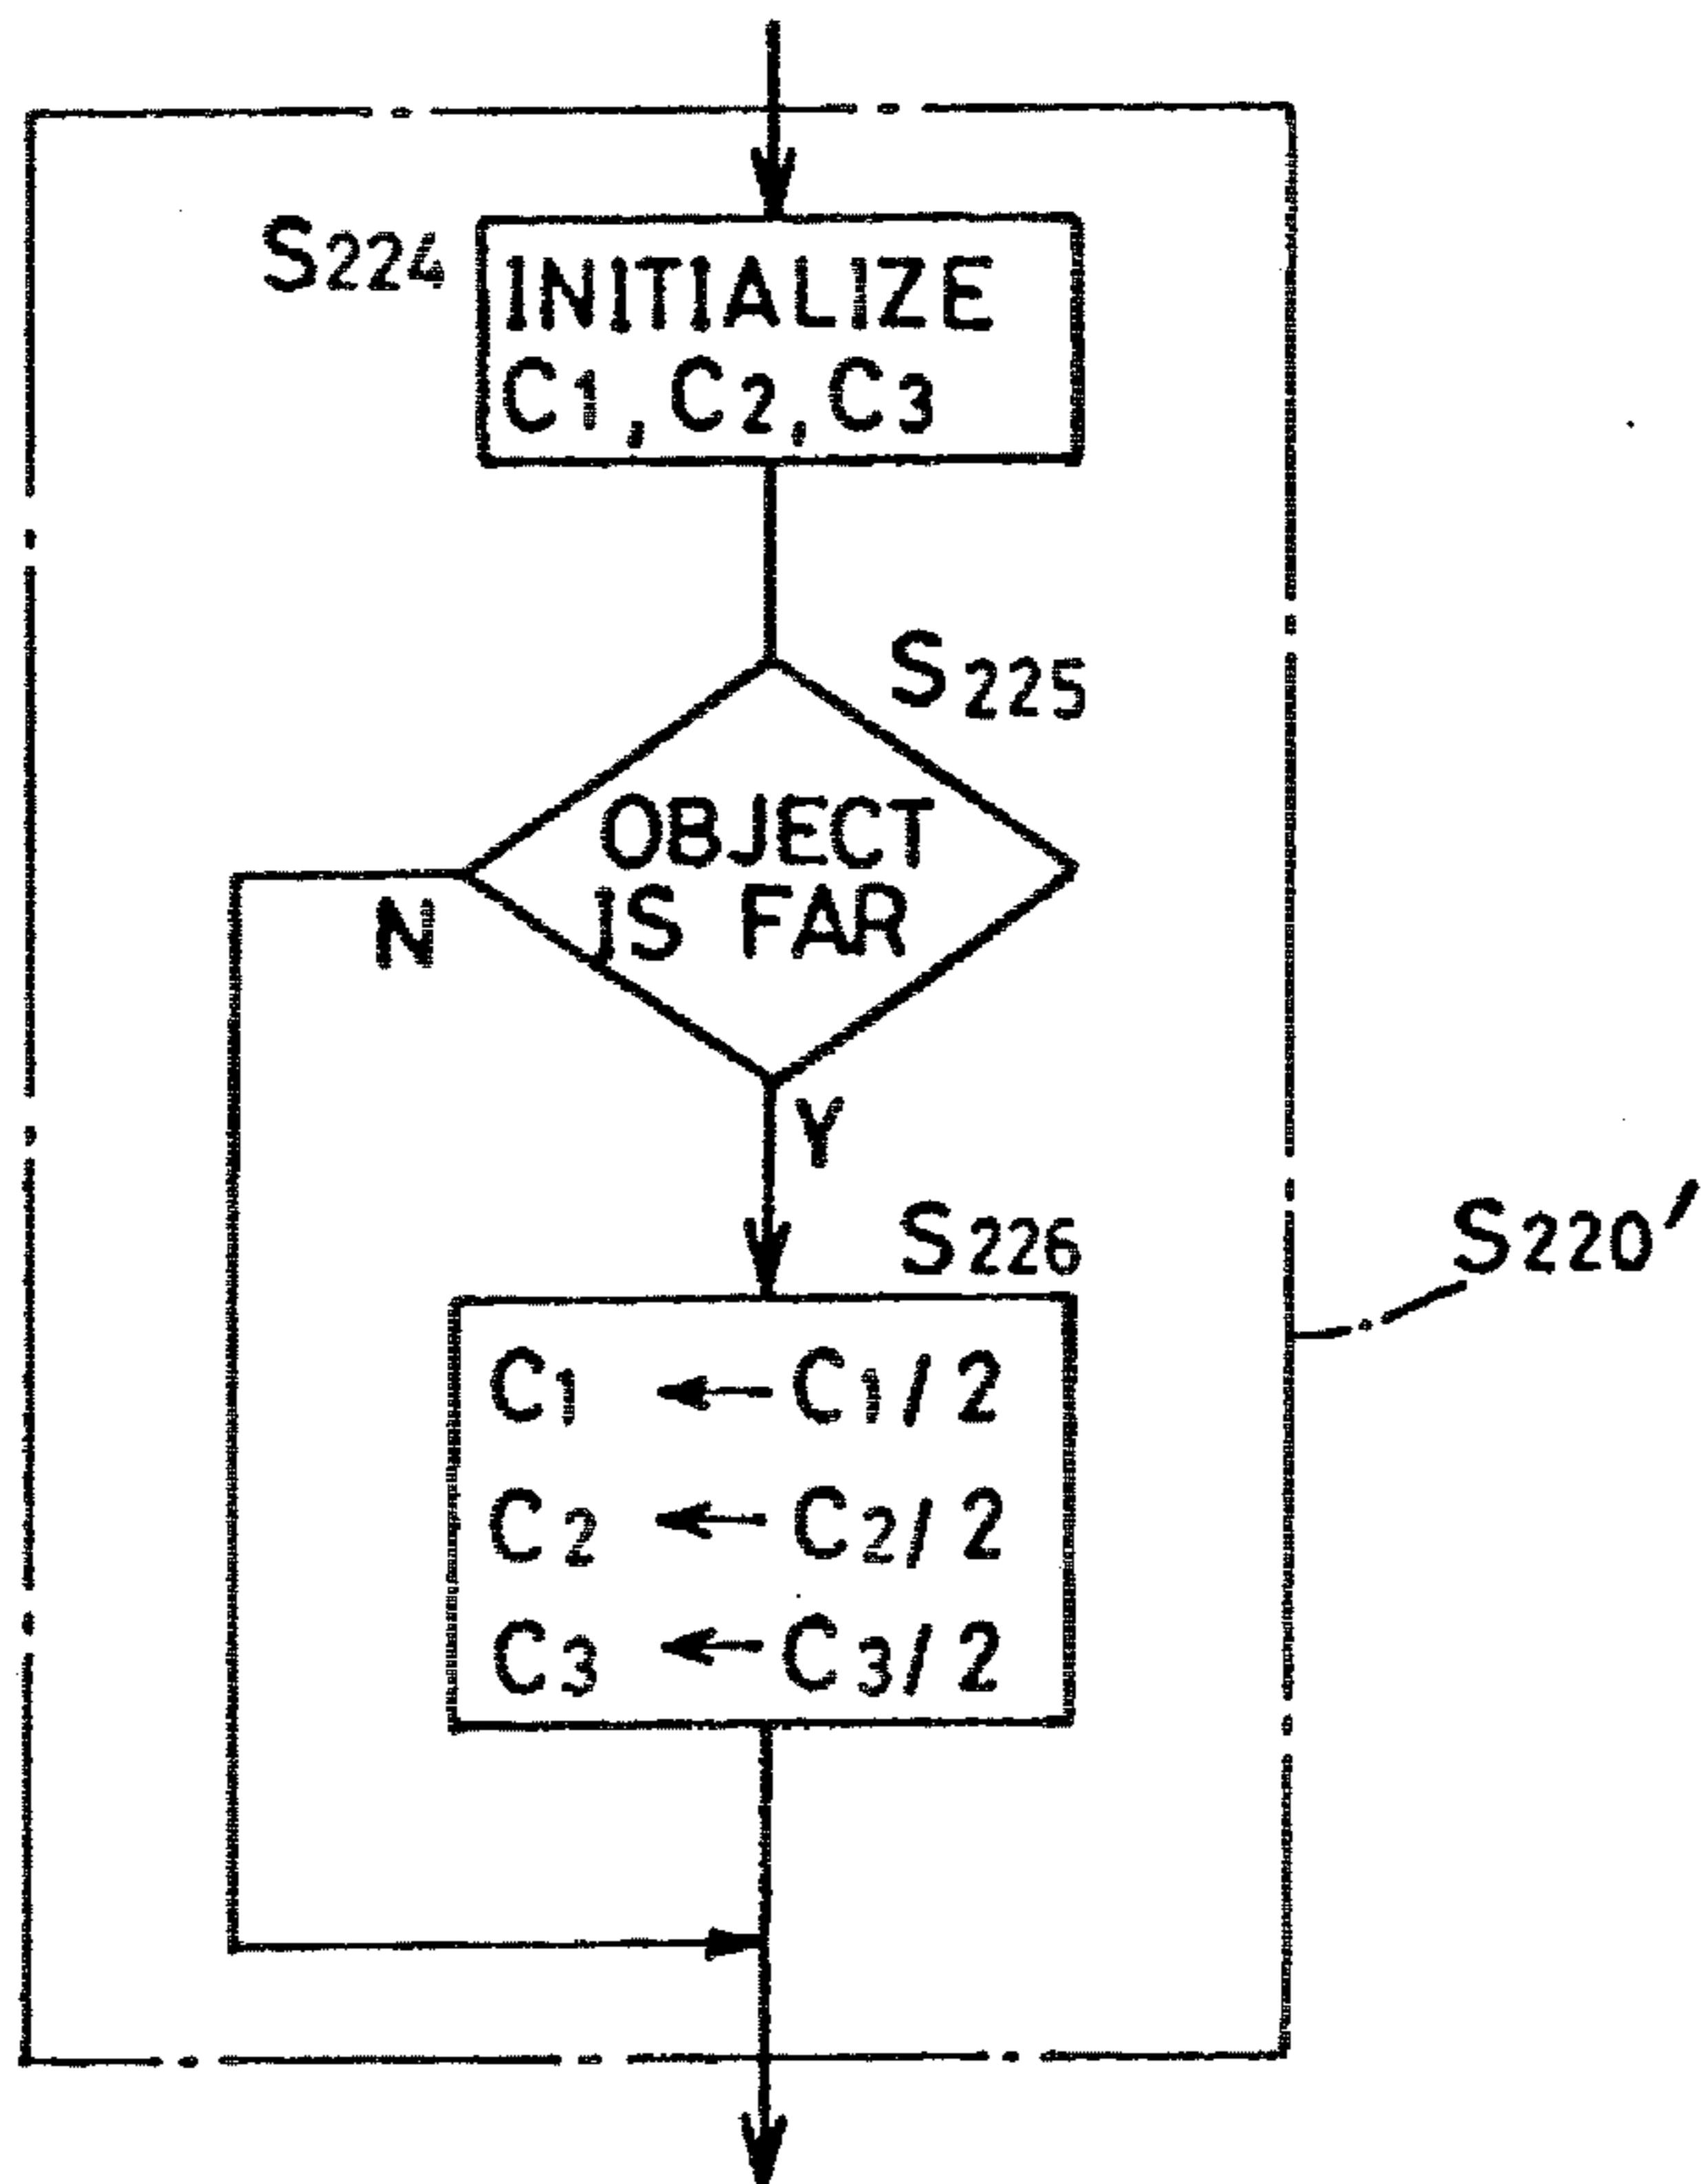 S224
INITIALIZE
C1, C2, C3
S225
OBJECT
IS FAR
N
Y
S226
S220'
C1 ← C1/2
C2 ← C2/2
C3 ← C3/2